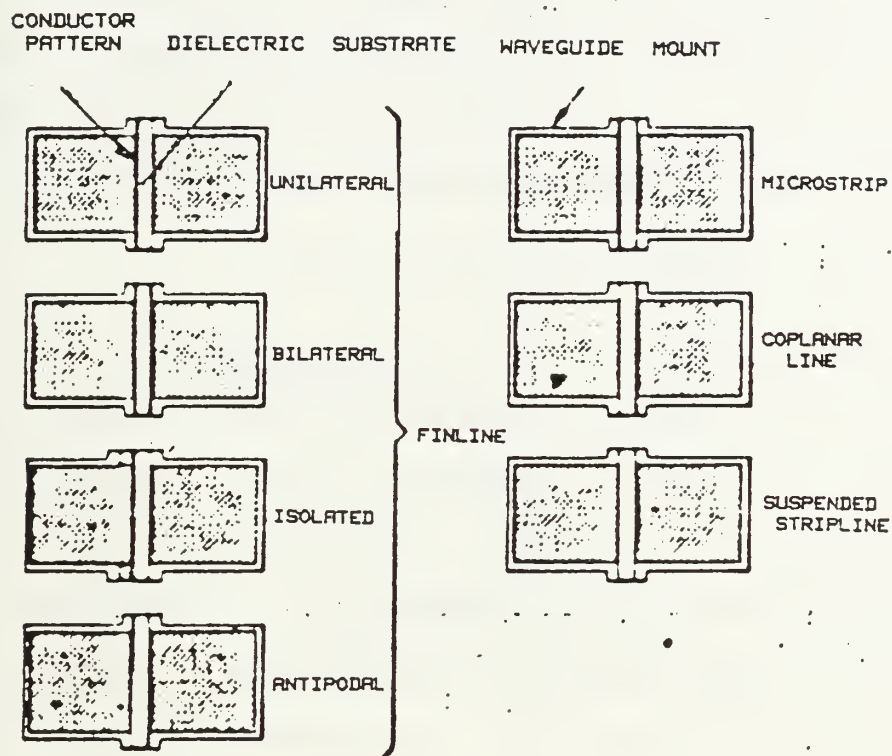 CONDUCTOR
PATTERN
DIELECTRIC SUBSTRATE
WAVEGUIDE MOUNT
UNILATERAL
BILATERAL
ISOLATED
ANTIPODAL
FINLINE
MICROSTRIP
COPLANAR
LINE
SUSPENDED
STRIPLINE